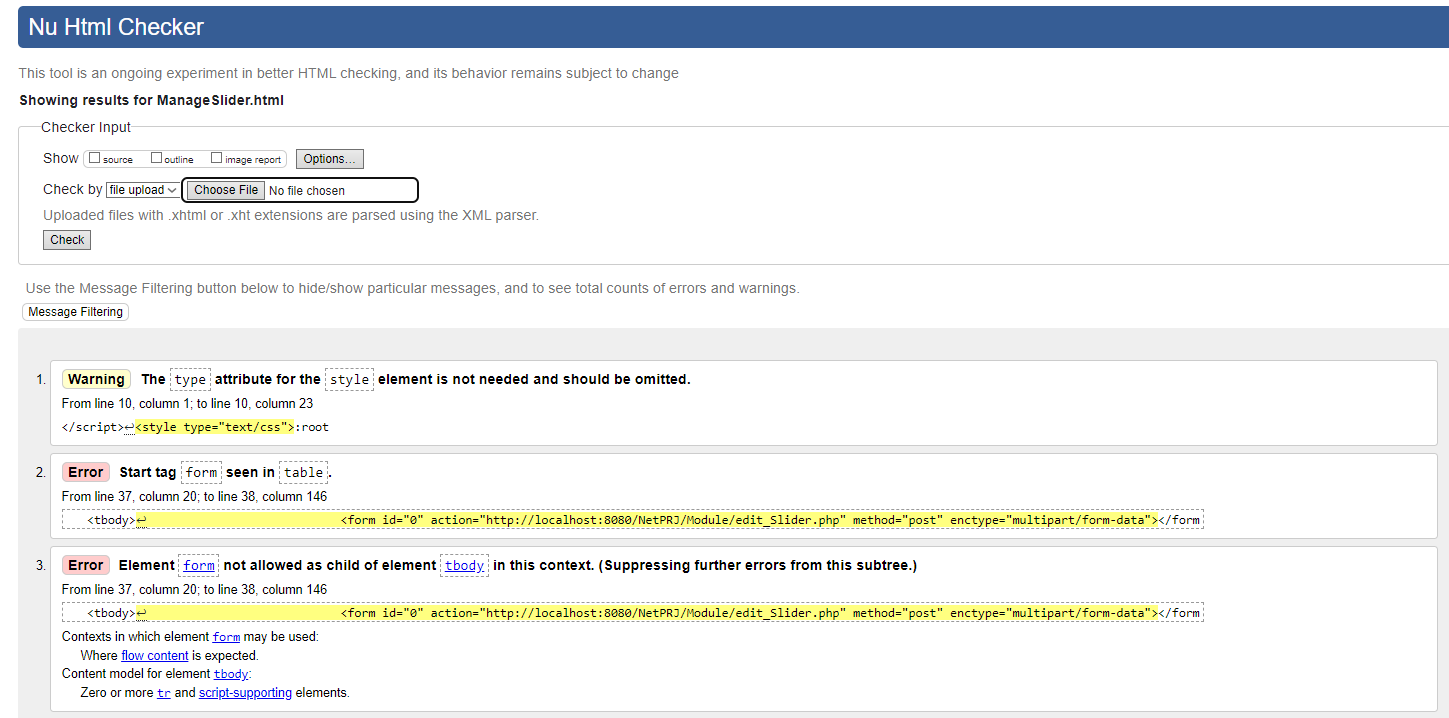 Nu Html Checker
This tool is an ongoing experiment in better HTML checking, and its behavior remains subject to change
Showing results for ManageSlider.html
Checker Input
Show source outline image report Options...
Check by file upload Choose File No file chosen
Uploaded files with .xhtml or .xht extensions are parsed using the XML parser.
Check
Use the Message Filtering button below to hide/show particular messages, and to see total counts of errors and warnings.
Message Filtering
1. Warning The type attribute for the style element is not needed and should be omitted.
From line 10, column 1; to line 10, column 23
</script>↩<style type="text/css">:root
2. Error Start tag form seen in table.
From line 37, column 20; to line 38, column 146
<tbody>↩ <form id="0" action="http://localhost:8080/NetPRJ/Module/edit_Slider.php" method="post" enctype="multipart/form-data"></form
3. Error Element form not allowed as child of element tbody in this context. (Suppressing further errors from this subtree.)
From line 37, column 20; to line 38, column 146
<tbody>↩ <form id="0" action="http://localhost:8080/NetPRJ/Module/edit_Slider.php" method="post" enctype="multipart/form-data"></form
Contexts in which element form may be used:
Where flow content is expected.
Content model for element tbody:
Zero or more tr and script-supporting elements.